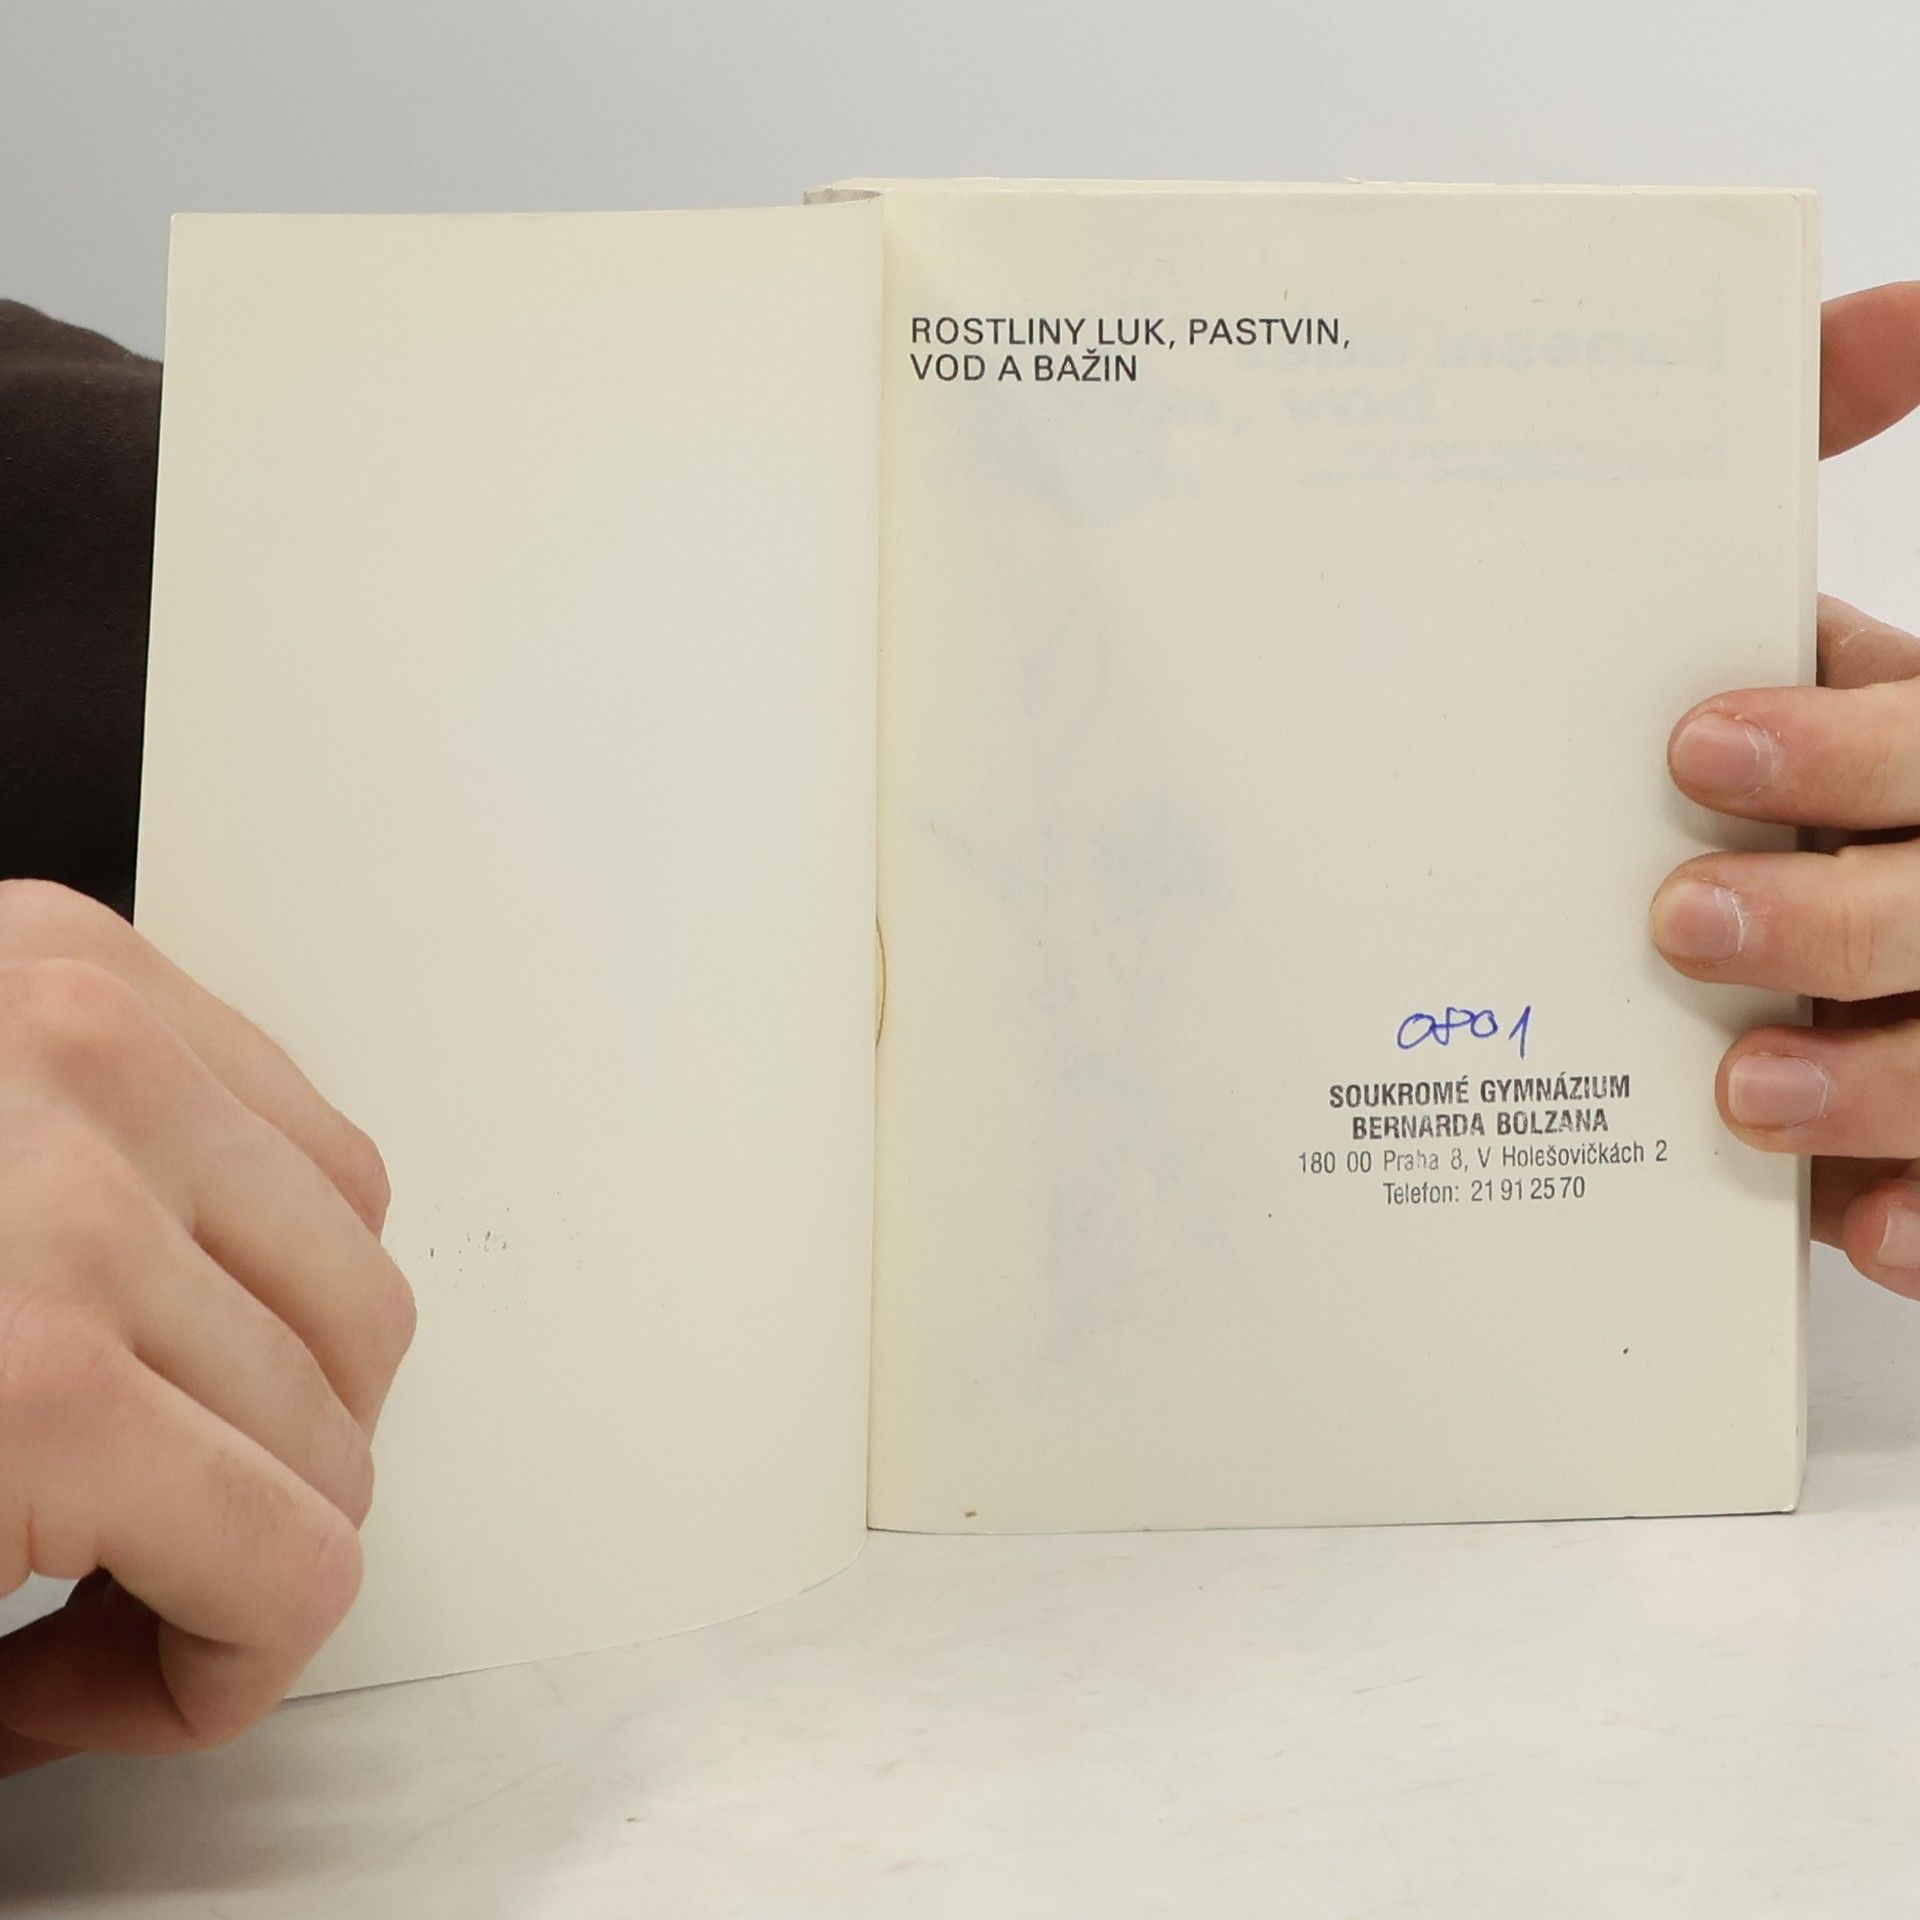 ROSTLINY LUK, PASTVIN,
VOD A BAŽIN
0801
SOUKROMÉ GYMNÁZIUM
BERNARDA BOLZANA
180 00 Praha 8, V Holešovičkách 2
Telefon: 21 91 25 70